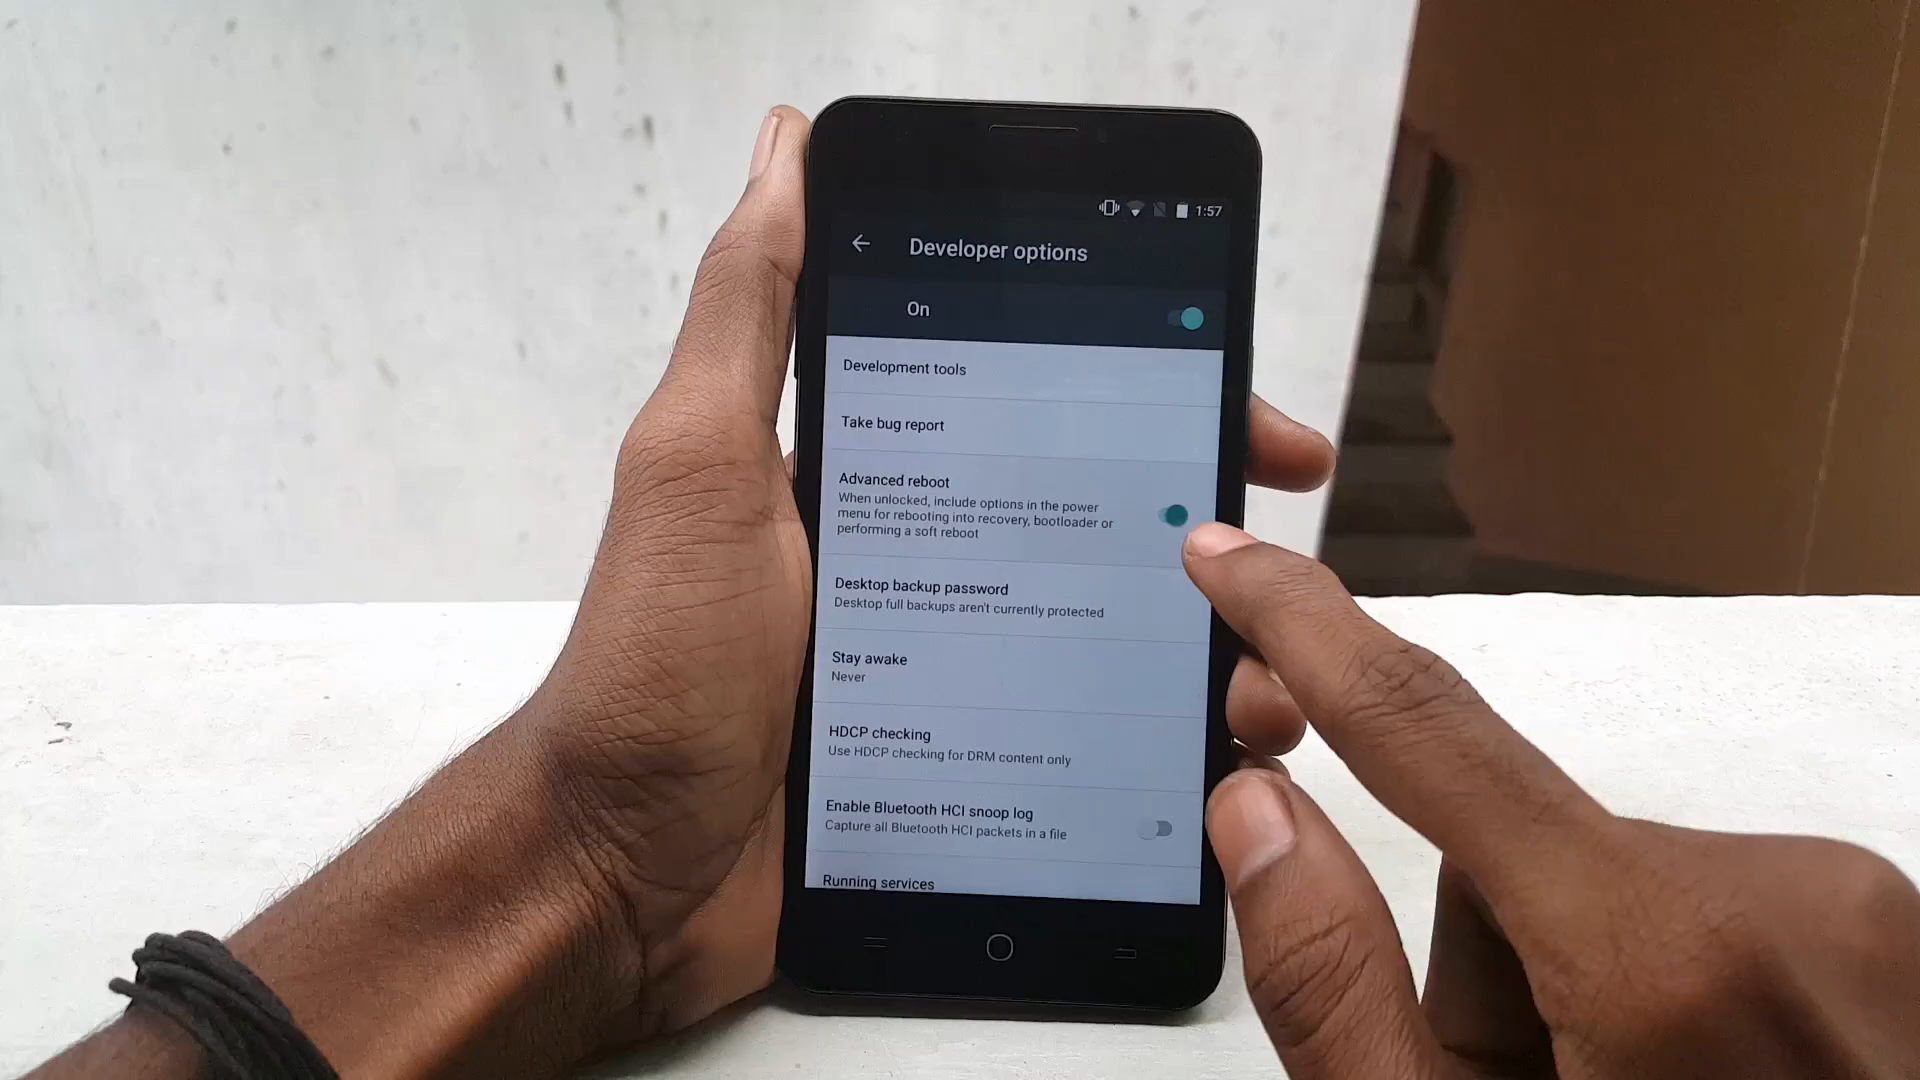 1:57
Developer options
On
Development tools
Take bug report
Advanced reboot
When unlocked, include options in the power
menu for rebooting into recovery, bootloader or
performing a soft reboot
Desktop backup password
Desktop full backups aren't currently protected
Stay awake
Never
HDCP checking
Use HDCP checking for DRM content only
Enable Bluetooth HCI snoop log
Capture all Bluetooth HCI packets in a file
Running services